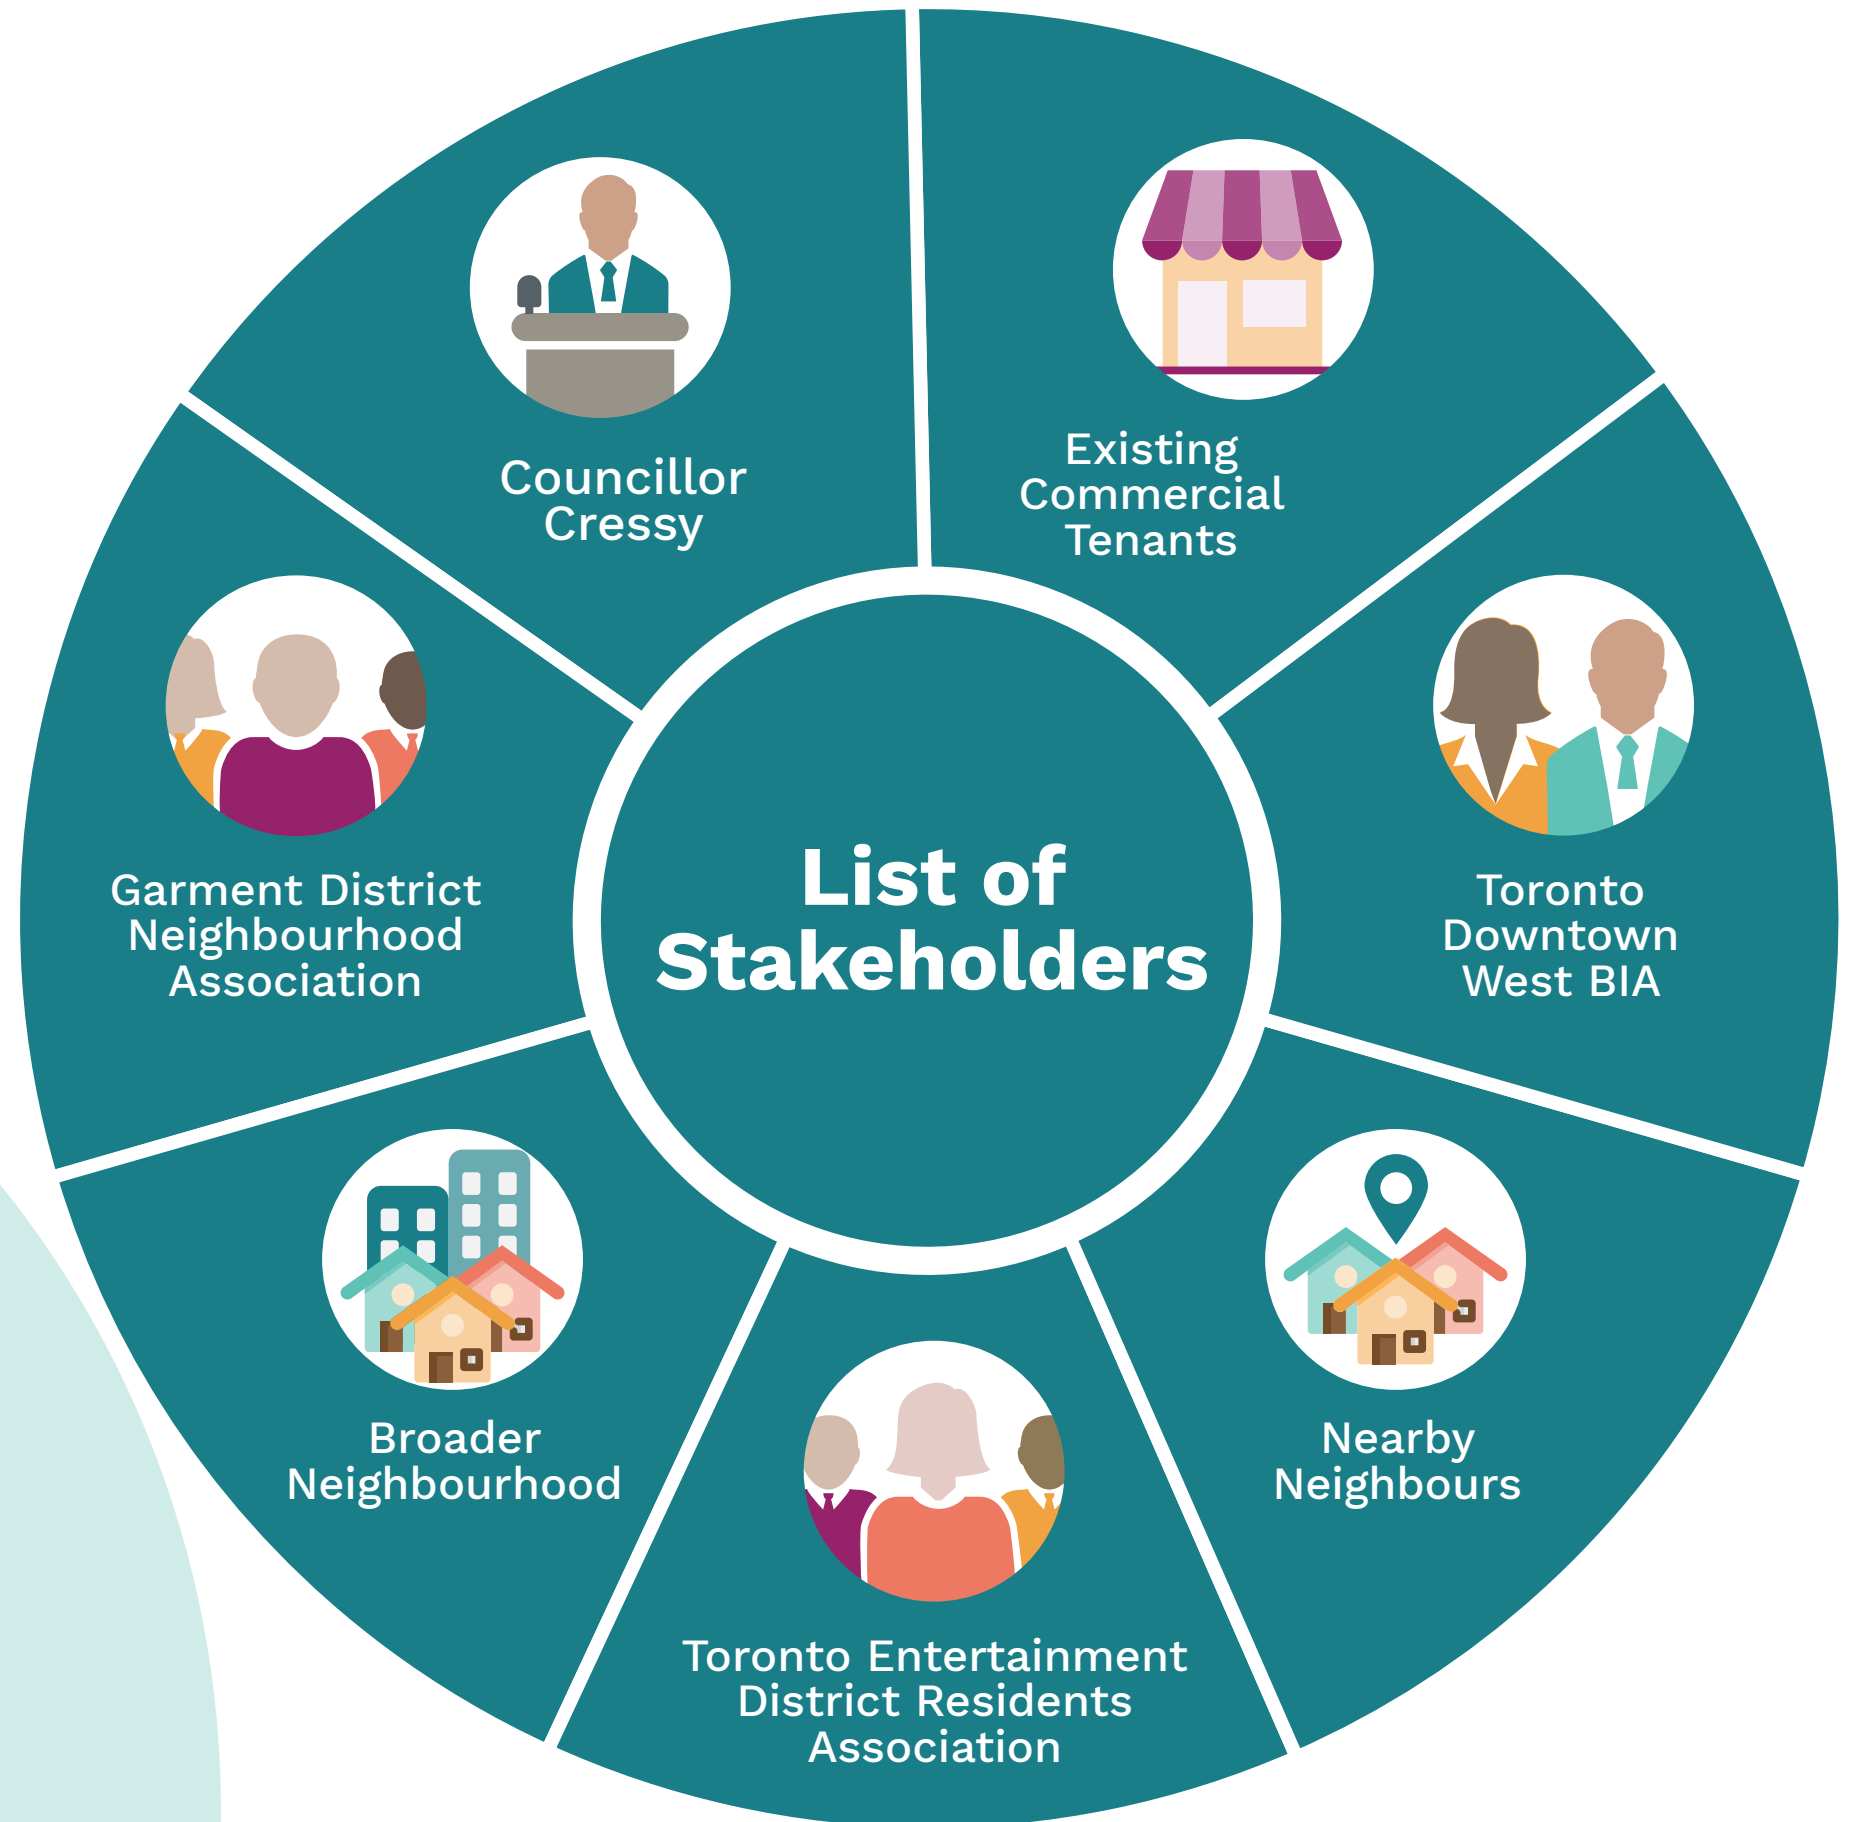 List of
Stakeholders
Existing
Commercial
Tenants
Toronto
Downtown
West BIA
Nearby
Neighbours
Toronto Entertainment
District Residents
Association
Broader
Neighbourhood
Garment District
Neighbourhood
Association
Councillor
Cressy